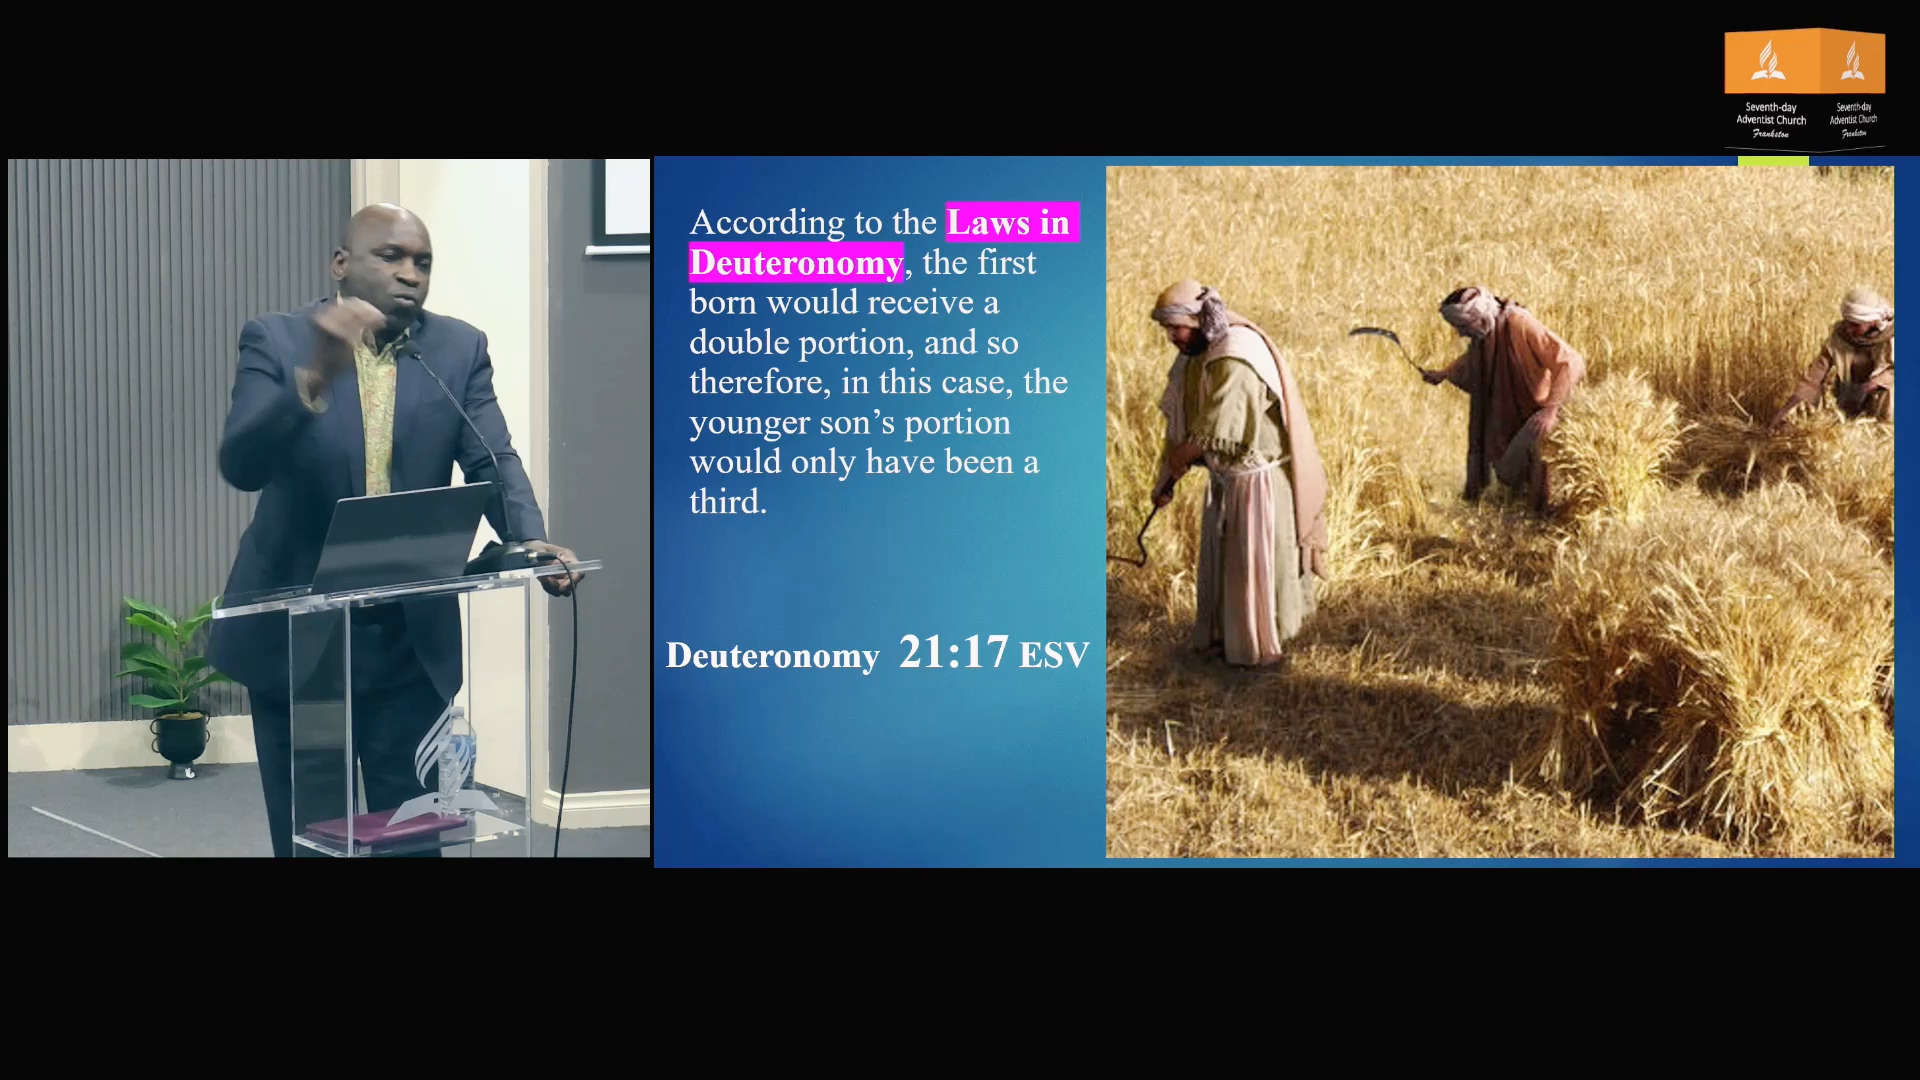 Seventh-day
Adventist Church
Frankston
Seventh-day
Adventist Church
Frankston
According to the Laws in
Deuteronomy, the first
born would receive a
double portion, and so
therefore, in this case, the
younger son’s portion
would only have been a
third.
Deuteronomy 21:17 ESV